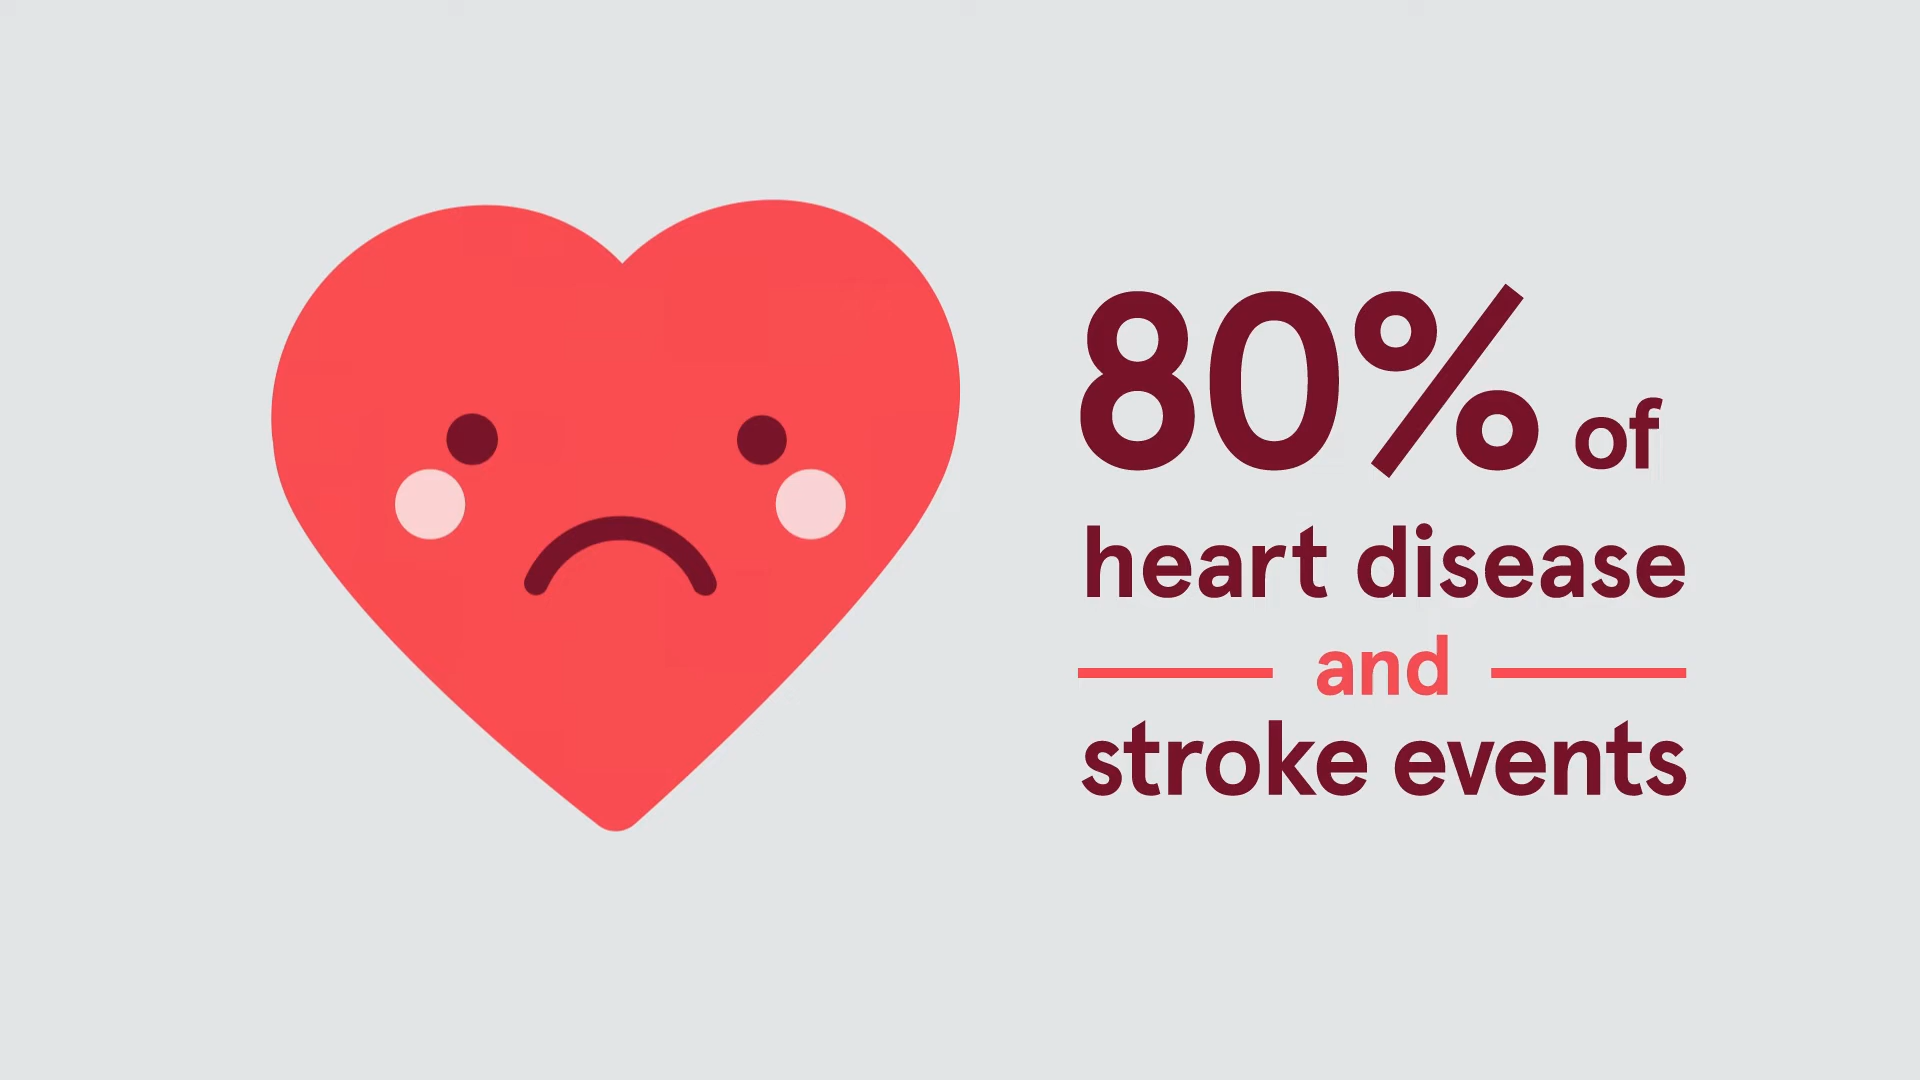 80% of
heart disease
and
stroke events